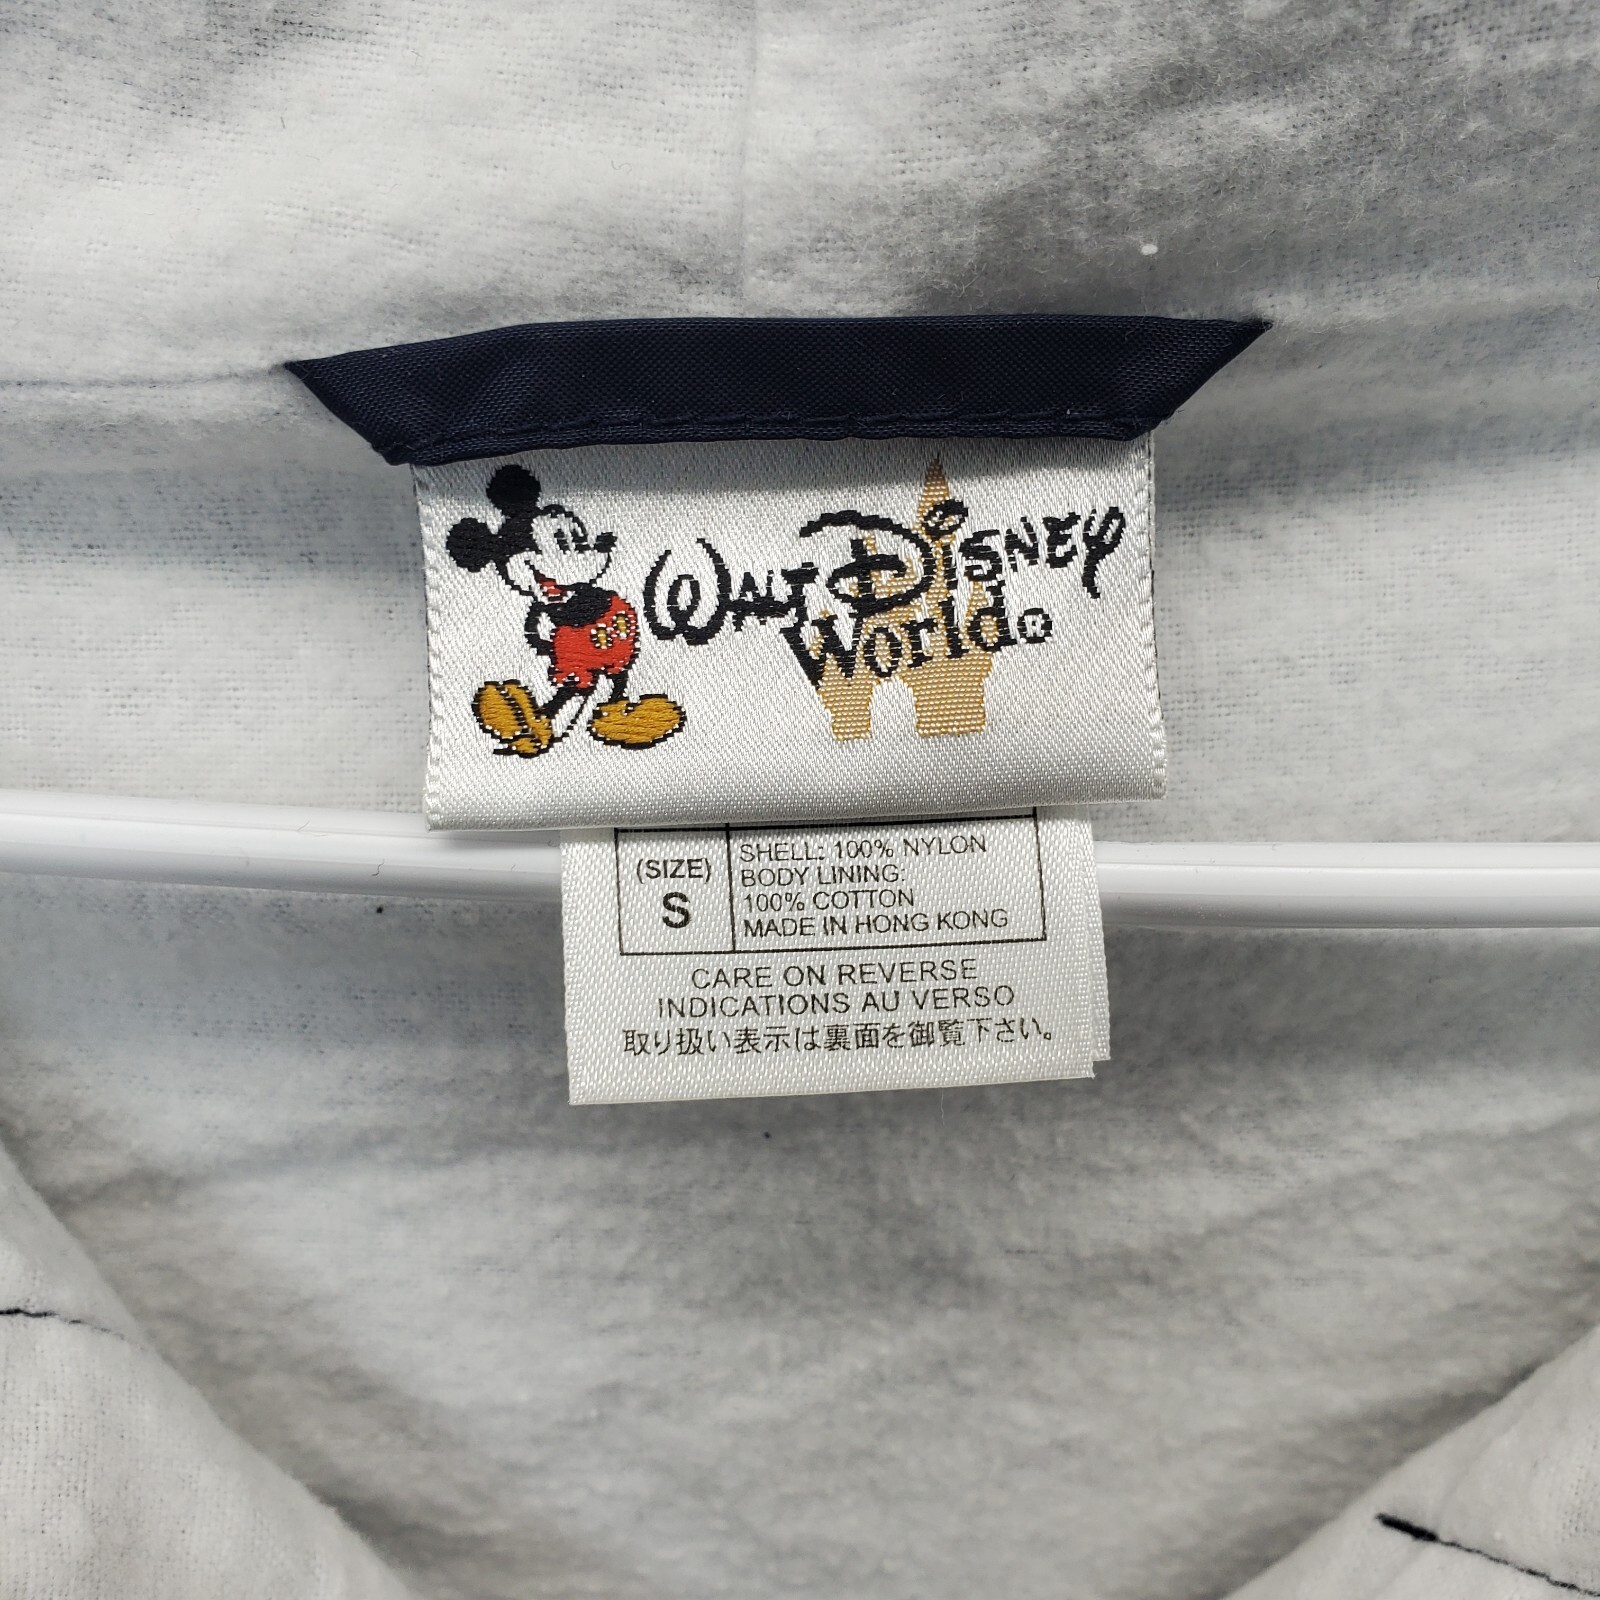 WALT DISNEY
World®
(SIZE)
S
SHELL: 100% NYLON
BODY LINING:
100% COTTON
MADE IN HONG KONG
CARE ON REVERSE
INDICATIONS AU VERSO
取り扱い表示は裏面を御覧下さい。